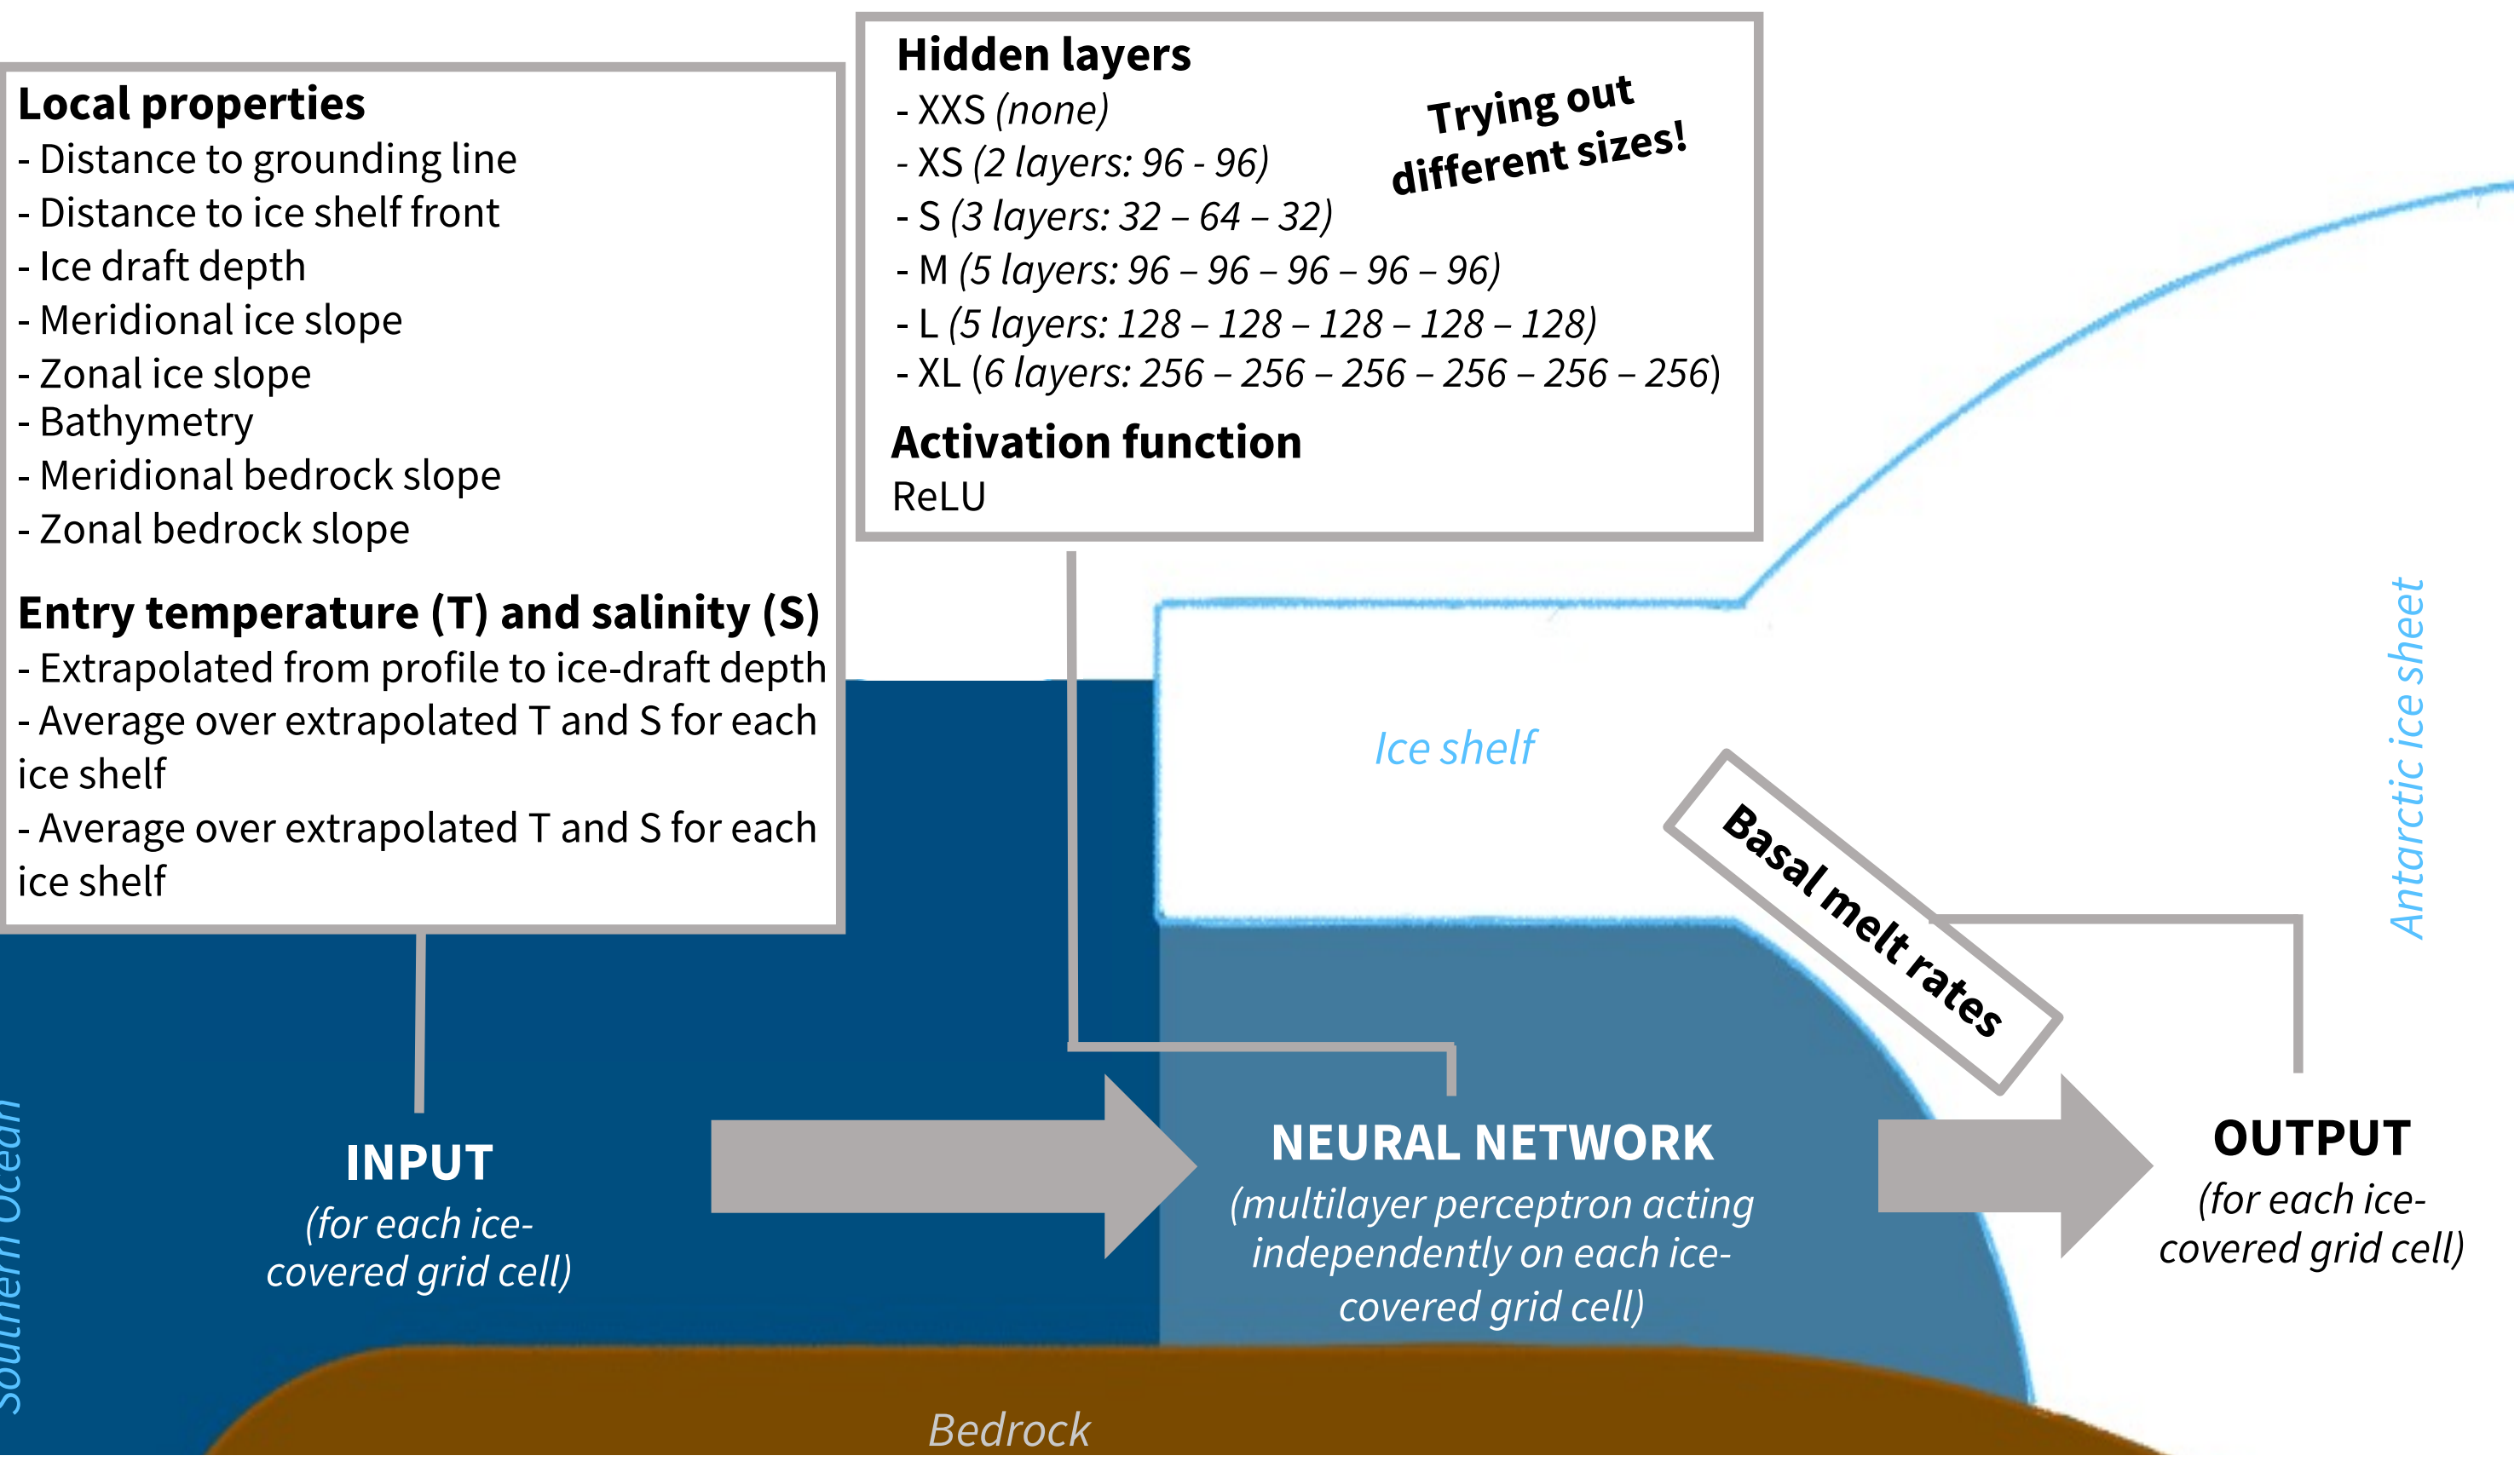 Hidden layers
- XXS (none)
- XS (2 layers: 96 - 96)
- S (3 layers: 32 – 64 – 32)
- M (5 layers: 96 – 96 – 96 – 96 – 96)
- L (5 layers: 128 – 128 – 128 – 128 – 128)
- XL (6 layers: 256 – 256 – 256 – 256 – 256 – 256)
Trying out
different sizes!
Activation function
ReLU
Local properties
- Distance to grounding line
- Distance to ice shelf front
- Ice draft depth
- Meridional ice slope
- Zonal ice slope
- Bathymetry
- Meridional bedrock slope
- Zonal bedrock slope
Entry temperature (T) and salinity (S)
- Extrapolated from profile to ice-draft depth
- Average over extrapolated T and S for each
ice shelf
- Average over extrapolated T and S for each
ice shelf
Ice shelf
Antarctic ice sheet
Basal melt rates
Southern Ocean
INPUT
(for each ice-
covered grid cell)
NEURAL NETWORK
(multilayer perceptron acting
independently on each ice-
covered grid cell)
OUTPUT
(for each ice-
covered grid cell)
Bedrock